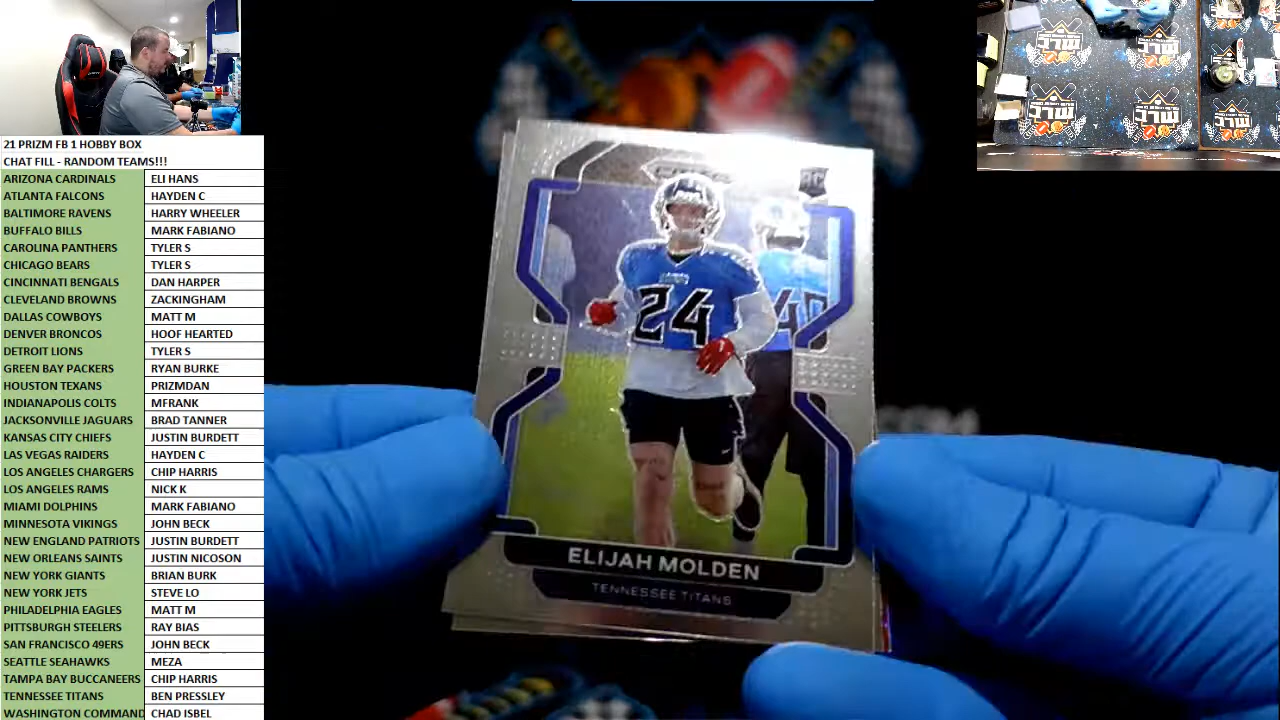 21 PRIZM FB 1 HOBBY BOX
CHAT FILL - RANDOM TEAMS!!!
ARIZONA CARDINALS ELI HANS
ATLANTA FALCONS HAYDEN C
BALTIMORE RAVENS HARRY WHEELER
BUFFALO BILLS MARK FABIANO
CAROLINA PANTHERS TYLER S
CHICAGO BEARS TYLER S
CINCINNATI BENGALS DAN HARPER
CLEVELAND BROWNS ZACKINGHAM
DALLAS COWBOYS MATT M
DENVER BRONCOS HOOF HEARTED
DETROIT LIONS TYLER S
GREEN BAY PACKERS RYAN BURKE
HOUSTON TEXANS PRIZMDAN
INDIANAPOLIS COLTS MFRANK
JACKSONVILLE JAGUARS BRAD TANNER
KANSAS CITY CHIEFS JUSTIN BURDETT
LAS VEGAS RAIDERS HAYDEN C
LOS ANGELES CHARGERS CHIP HARRIS
LOS ANGELES RAMS NICK K
MIAMI DOLPHINS MARK FABIANO
MINNESOTA VIKINGS JOHN BECK
NEW ENGLAND PATRIOTS JUSTIN BURDETT
NEW ORLEANS SAINTS JUSTIN NICOSON
NEW YORK GIANTS BRIAN BURK
NEW YORK JETS STEVE LO
PHILADELPHIA EAGLES MATT M
PITTSBURGH STEELERS RAY BIAS
SAN FRANCISCO 49ERS JOHN BECK
SEATTLE SEAHAWKS MEZA
TAMPA BAY BUCCANEERS CHIP HARRIS
TENNESSEE TITANS BEN PRESSLEY
WASHINGTON COMMAND CHAD ISBEL
RC
24
40
ELIJAH MOLDEN
TENNESSEE TITANS